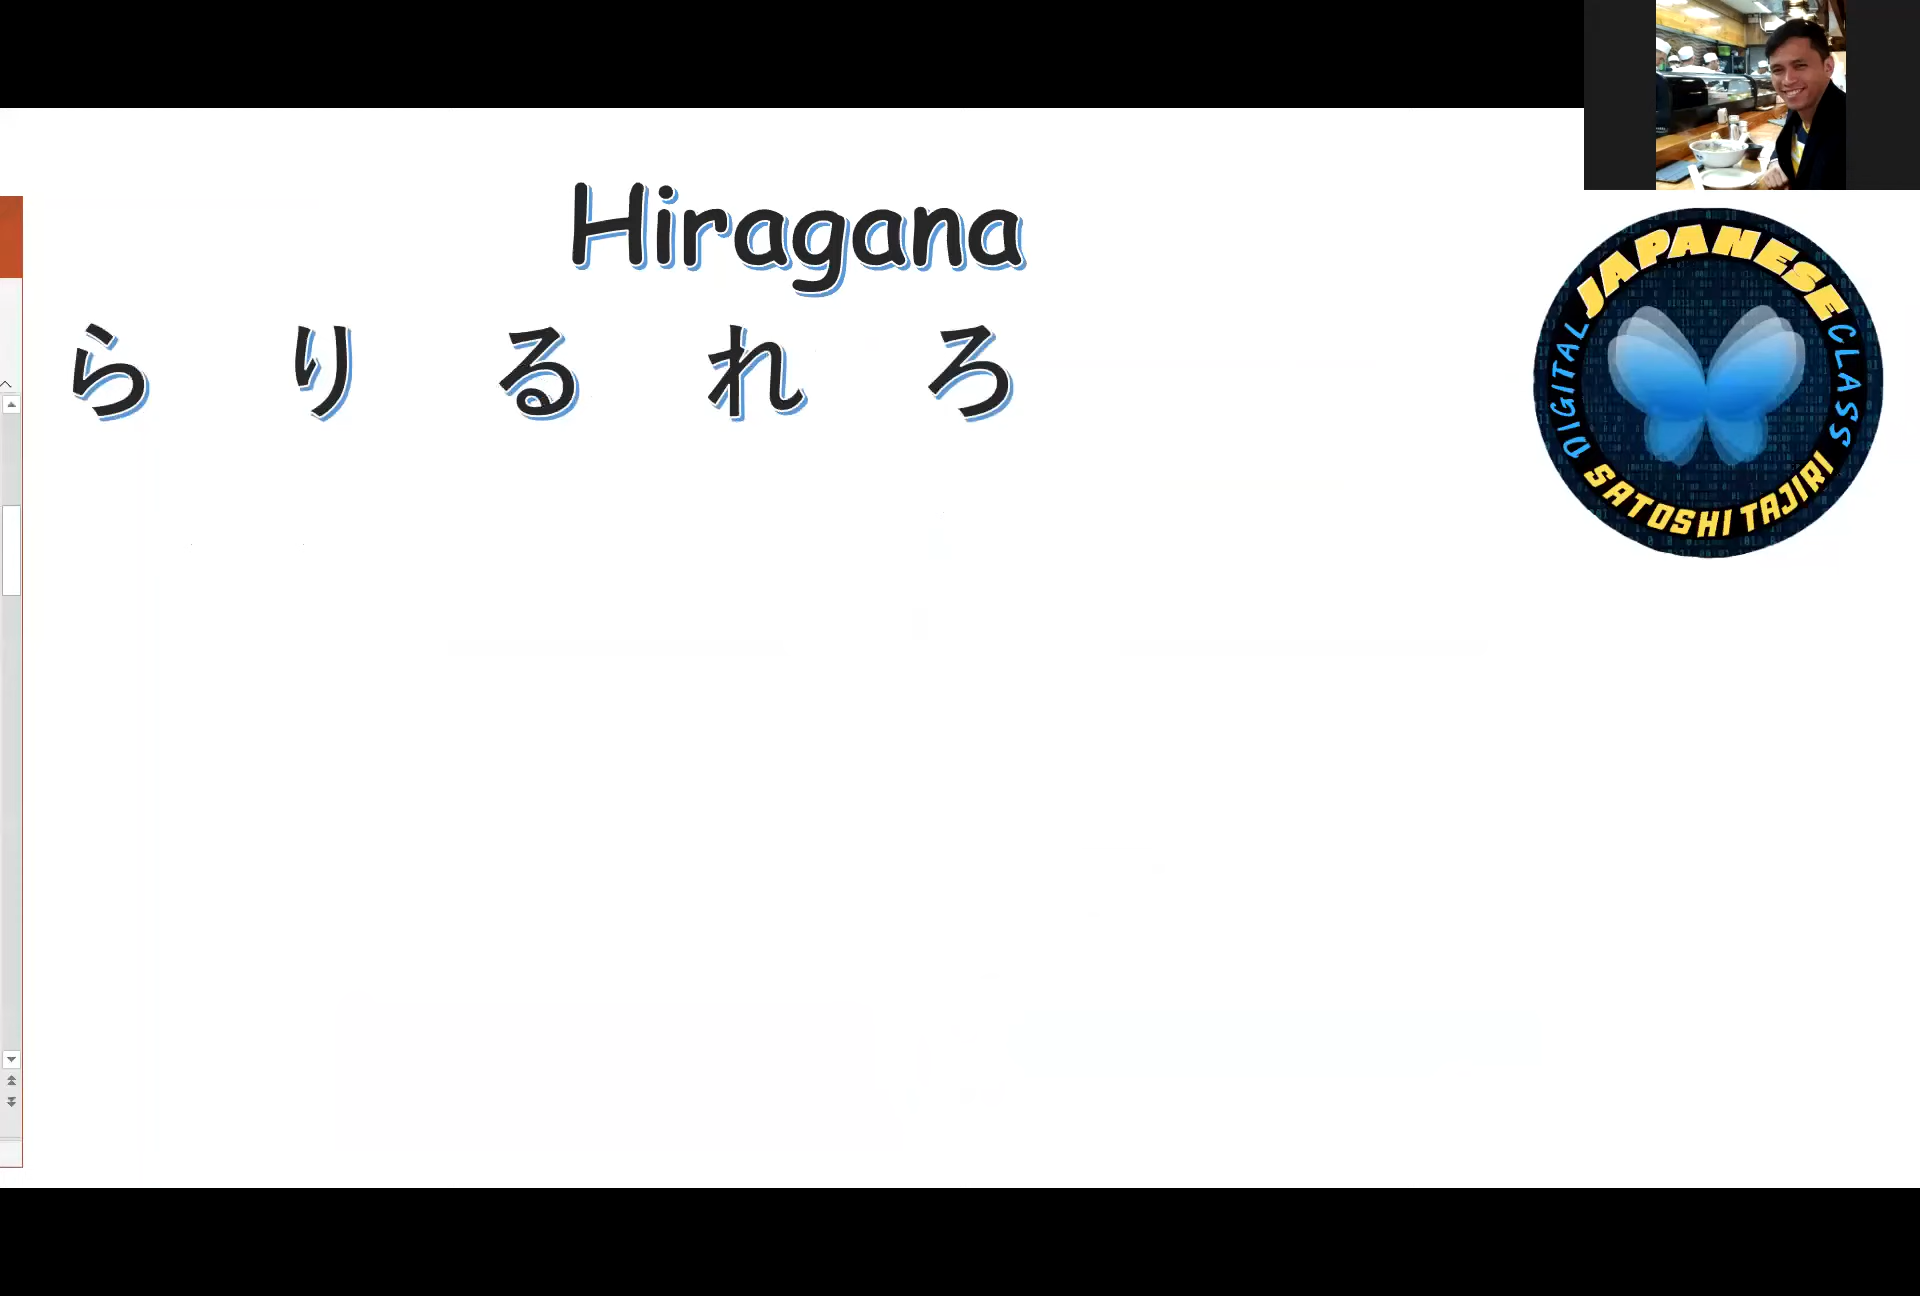 Hiragana
ら り る れ ろ
JAPANESE
DIGITAL CLASS
SATOSHI TAJIRI